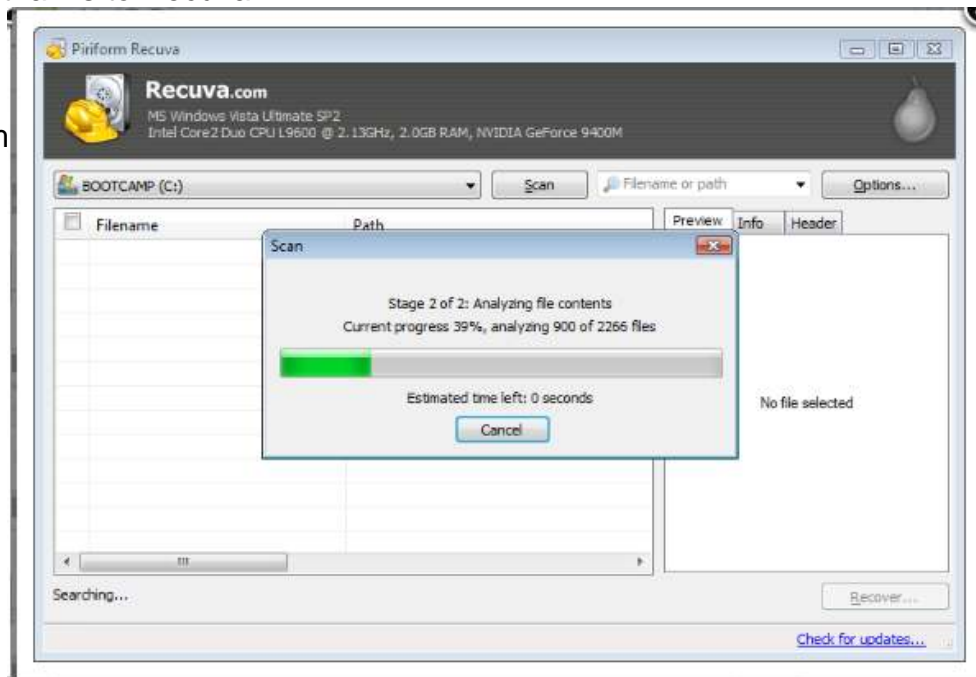 Piriform Recuva
Recuva.com
MS Windows Vista Ultimate SP2
Intel Core2 Duo CPU L9600 @ 2.13GHz, 2.0GB RAM, NVIDIA GeForce 9400M
n
BOOTCAMP (C:) Scan Filename or path Options...
Filename Path Preview Info Header
Scan
Stage 2 of 2: Analyzing file contents
Current progress 39%, analyzing 900 of 2266 files
Estimated time left: 0 seconds
No file selected
Cancel
Searching... Recover...
Check for updates...